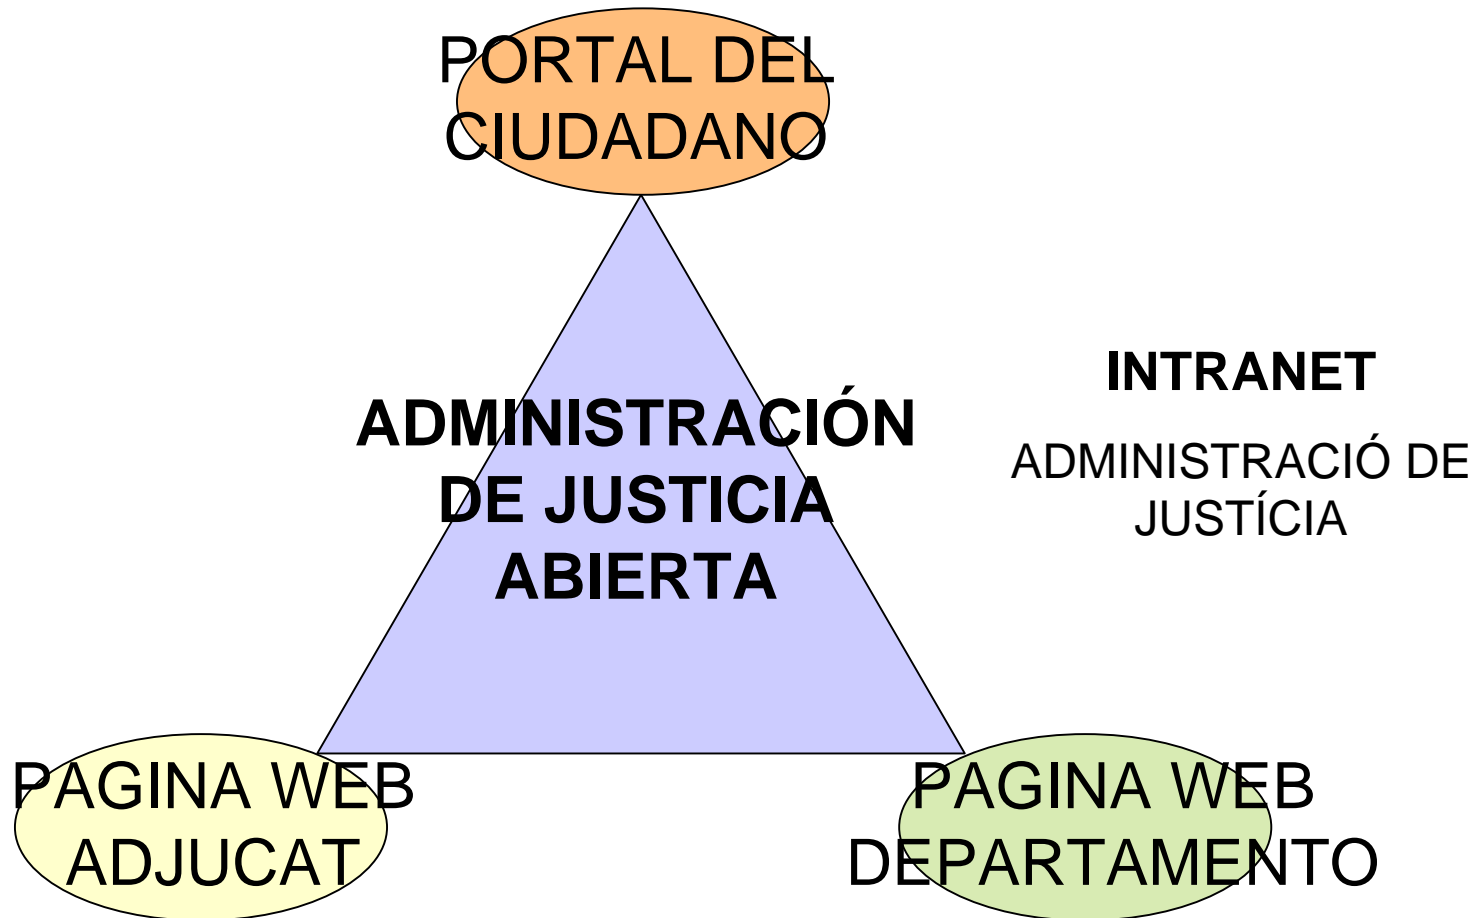 PORTAL DEL
CIUDADANO
ADMINISTRACIÓN
DE JUSTICIA
ABIERTA
INTRANET
ADMINISTRACIÓ DE
JUSTÍCIA
PAGINA WEB
ADJUCAT
PAGINA WEB
DEPARTAMENTO